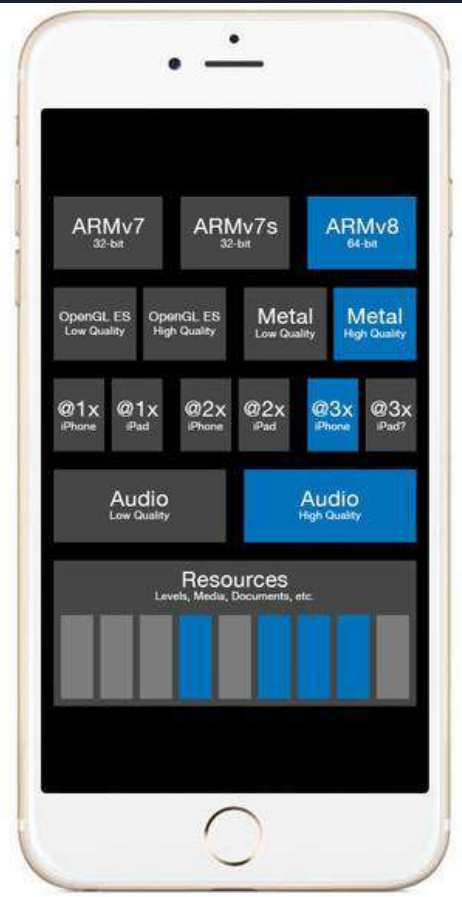 ARMv7
32-bit
ARMv7s
32-bit
ARMv8
64-bit
OpenGL ES
Low Quality
OpenGL ES
High Quality
Metal
Low Quality
Metal
High Quality
@1x
iPhone
@1x
iPad
@2x
iPhone
@2x
iPad
@3x
iPhone
@3x
iPad?
Audio
Low Quality
Audio
High Quality
Resources
Levels, Media, Documents, etc.